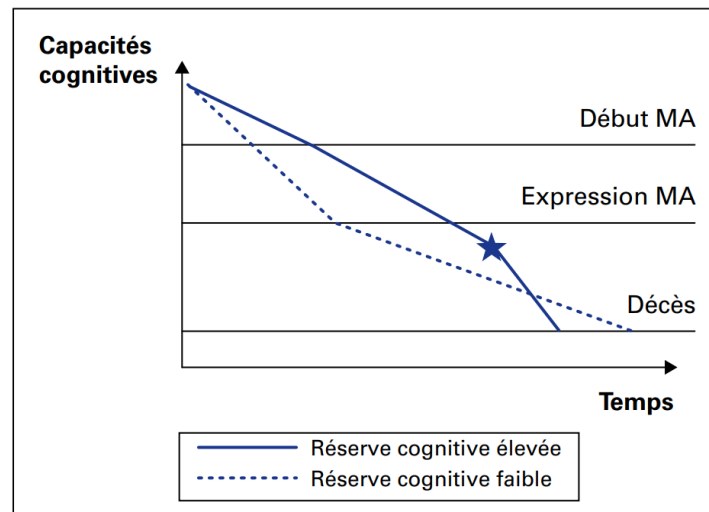 Capacités
cognitives
Début MA
Expression MA
Décès
Temps
Réserve cognitive élevée
Réserve cognitive faible